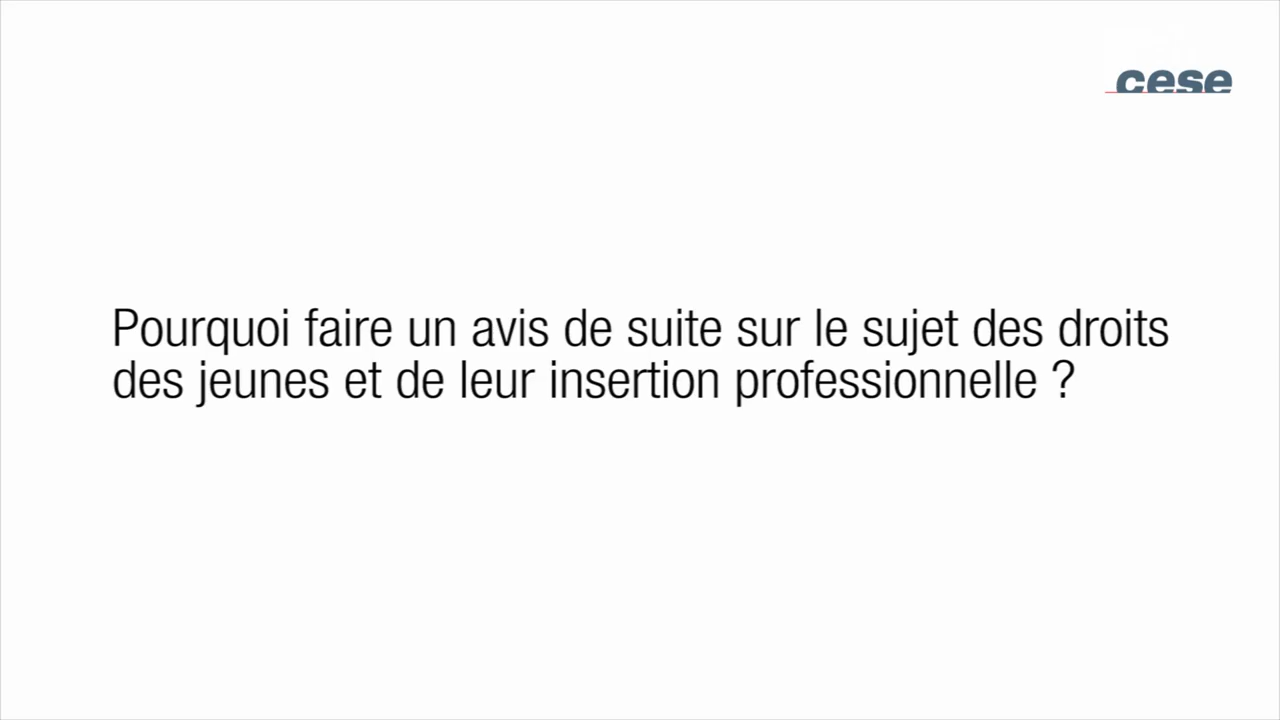 cese
Pourquoi faire un avis de suite sur le sujet des droits
des jeunes et de leur insertion professionnelle ?